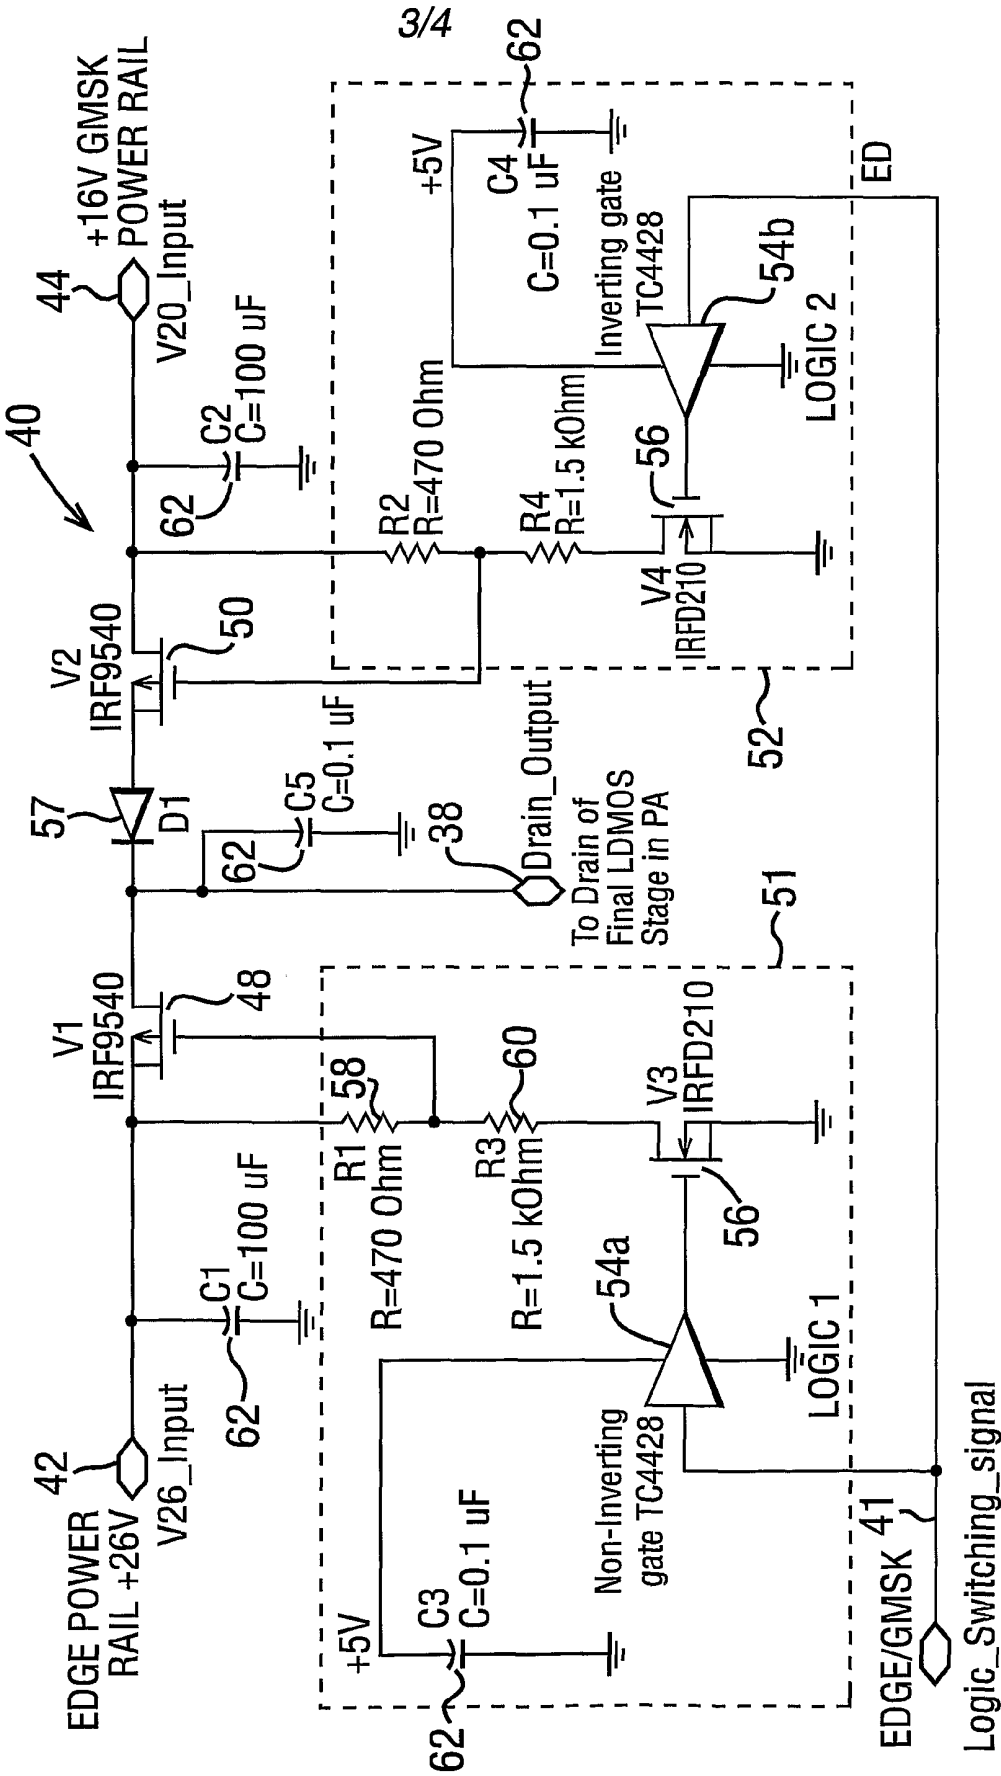 3/4
40
EDGE POWER
RAIL +26V
42
V26_Input
62
C1
C=100 uF
V1
IRF9540
48
57
D1
62
C5
C=0.1 uF
38
Drain_Output
To Drain of
Final LDMOS
Stage in PA
V2
IRF9540
50
62
C2
C=100 uF
44
+16V GMSK
POWER RAIL
V20_Input
+5V
62
C3
C=0.1 uF
Non-Inverting
gate TC4428
54a
LOGIC 1
R1
R=470 Ohm
58
R3
R=1.5 kOhm
60
V3
IRFD210
56
51
52
R2
R=470 Ohm
R4
R=1.5 kOhm
V4
IRFD210
56
+5V
C4
C=0.1 uF
62
Inverting gate
TC4428
54b
LOGIC 2
ED
EDGE/GMSK
41
Logic_Switching_signal